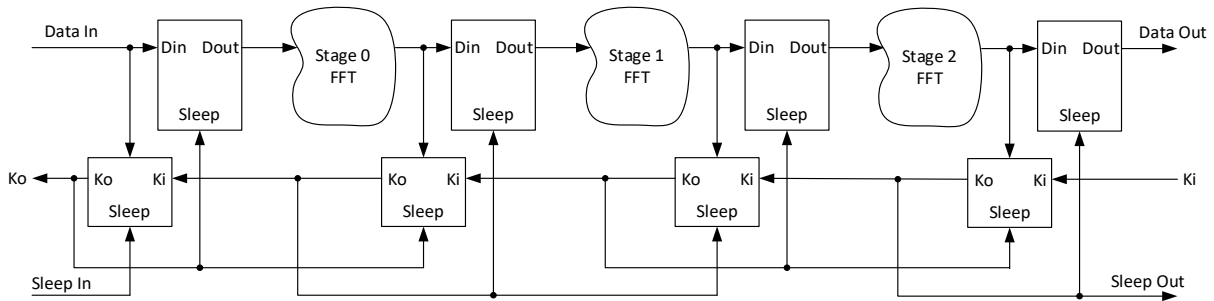 Data In
Din Dout
Sleep
Stage 0
FFT
Din Dout
Sleep
Stage 1
FFT
Din Dout
Sleep
Stage 2
FFT
Din Dout
Sleep
Data Out
Ko
Ko Ki
Sleep
Ko Ki
Sleep
Ko Ki
Sleep
Ko Ki
Sleep
Ki
Sleep In
Sleep Out